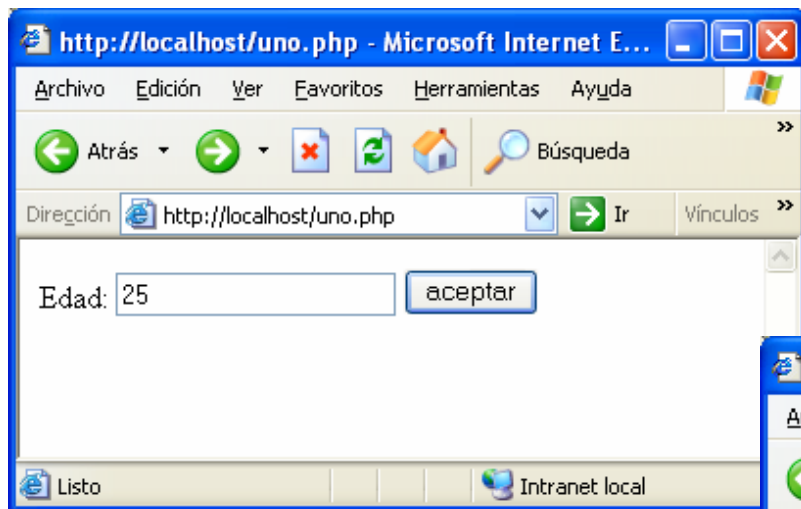 http://localhost/uno.php - Microsoft Internet E...
Archivo Edición Ver Favoritos Herramientas Ayuda
Atrás Búsqueda »
Dirección http://localhost/uno.php Ir Vínculos »
Edad: 25 aceptar
Listo Intranet local